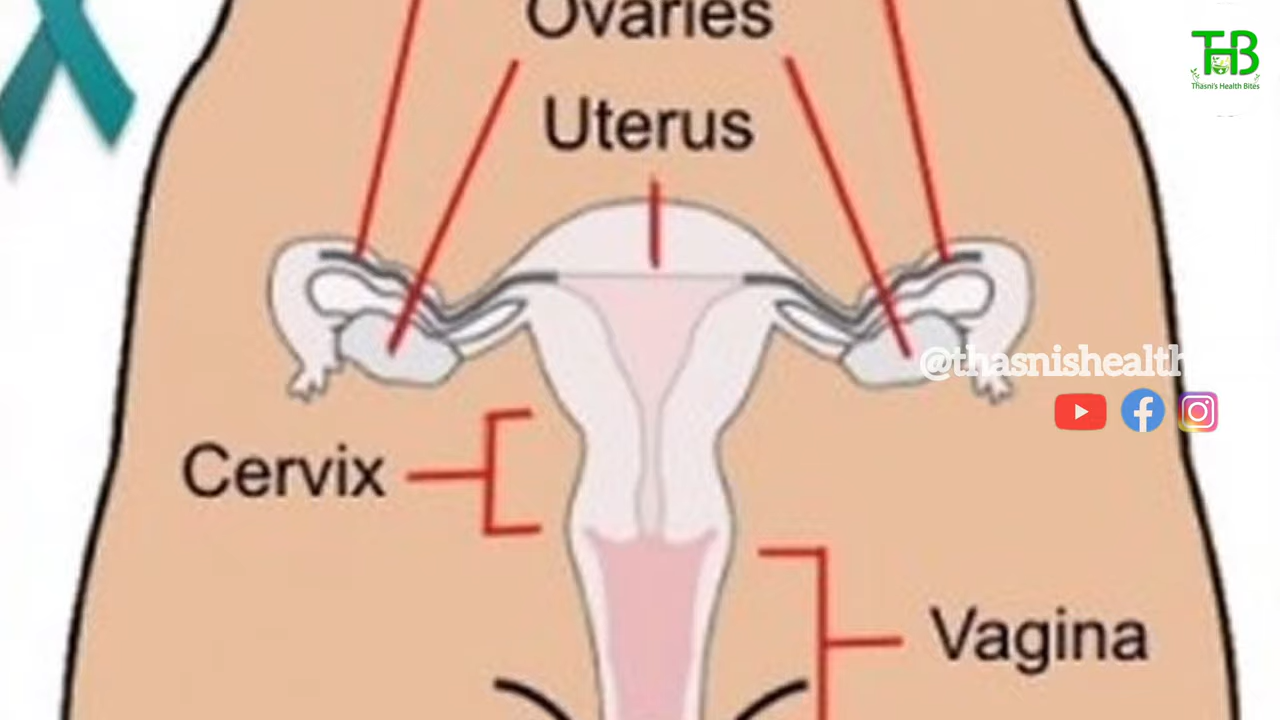 Ovaries
THB
Thasni's Health Bites
Uterus
@thasnishealth
Cervix
Vagina